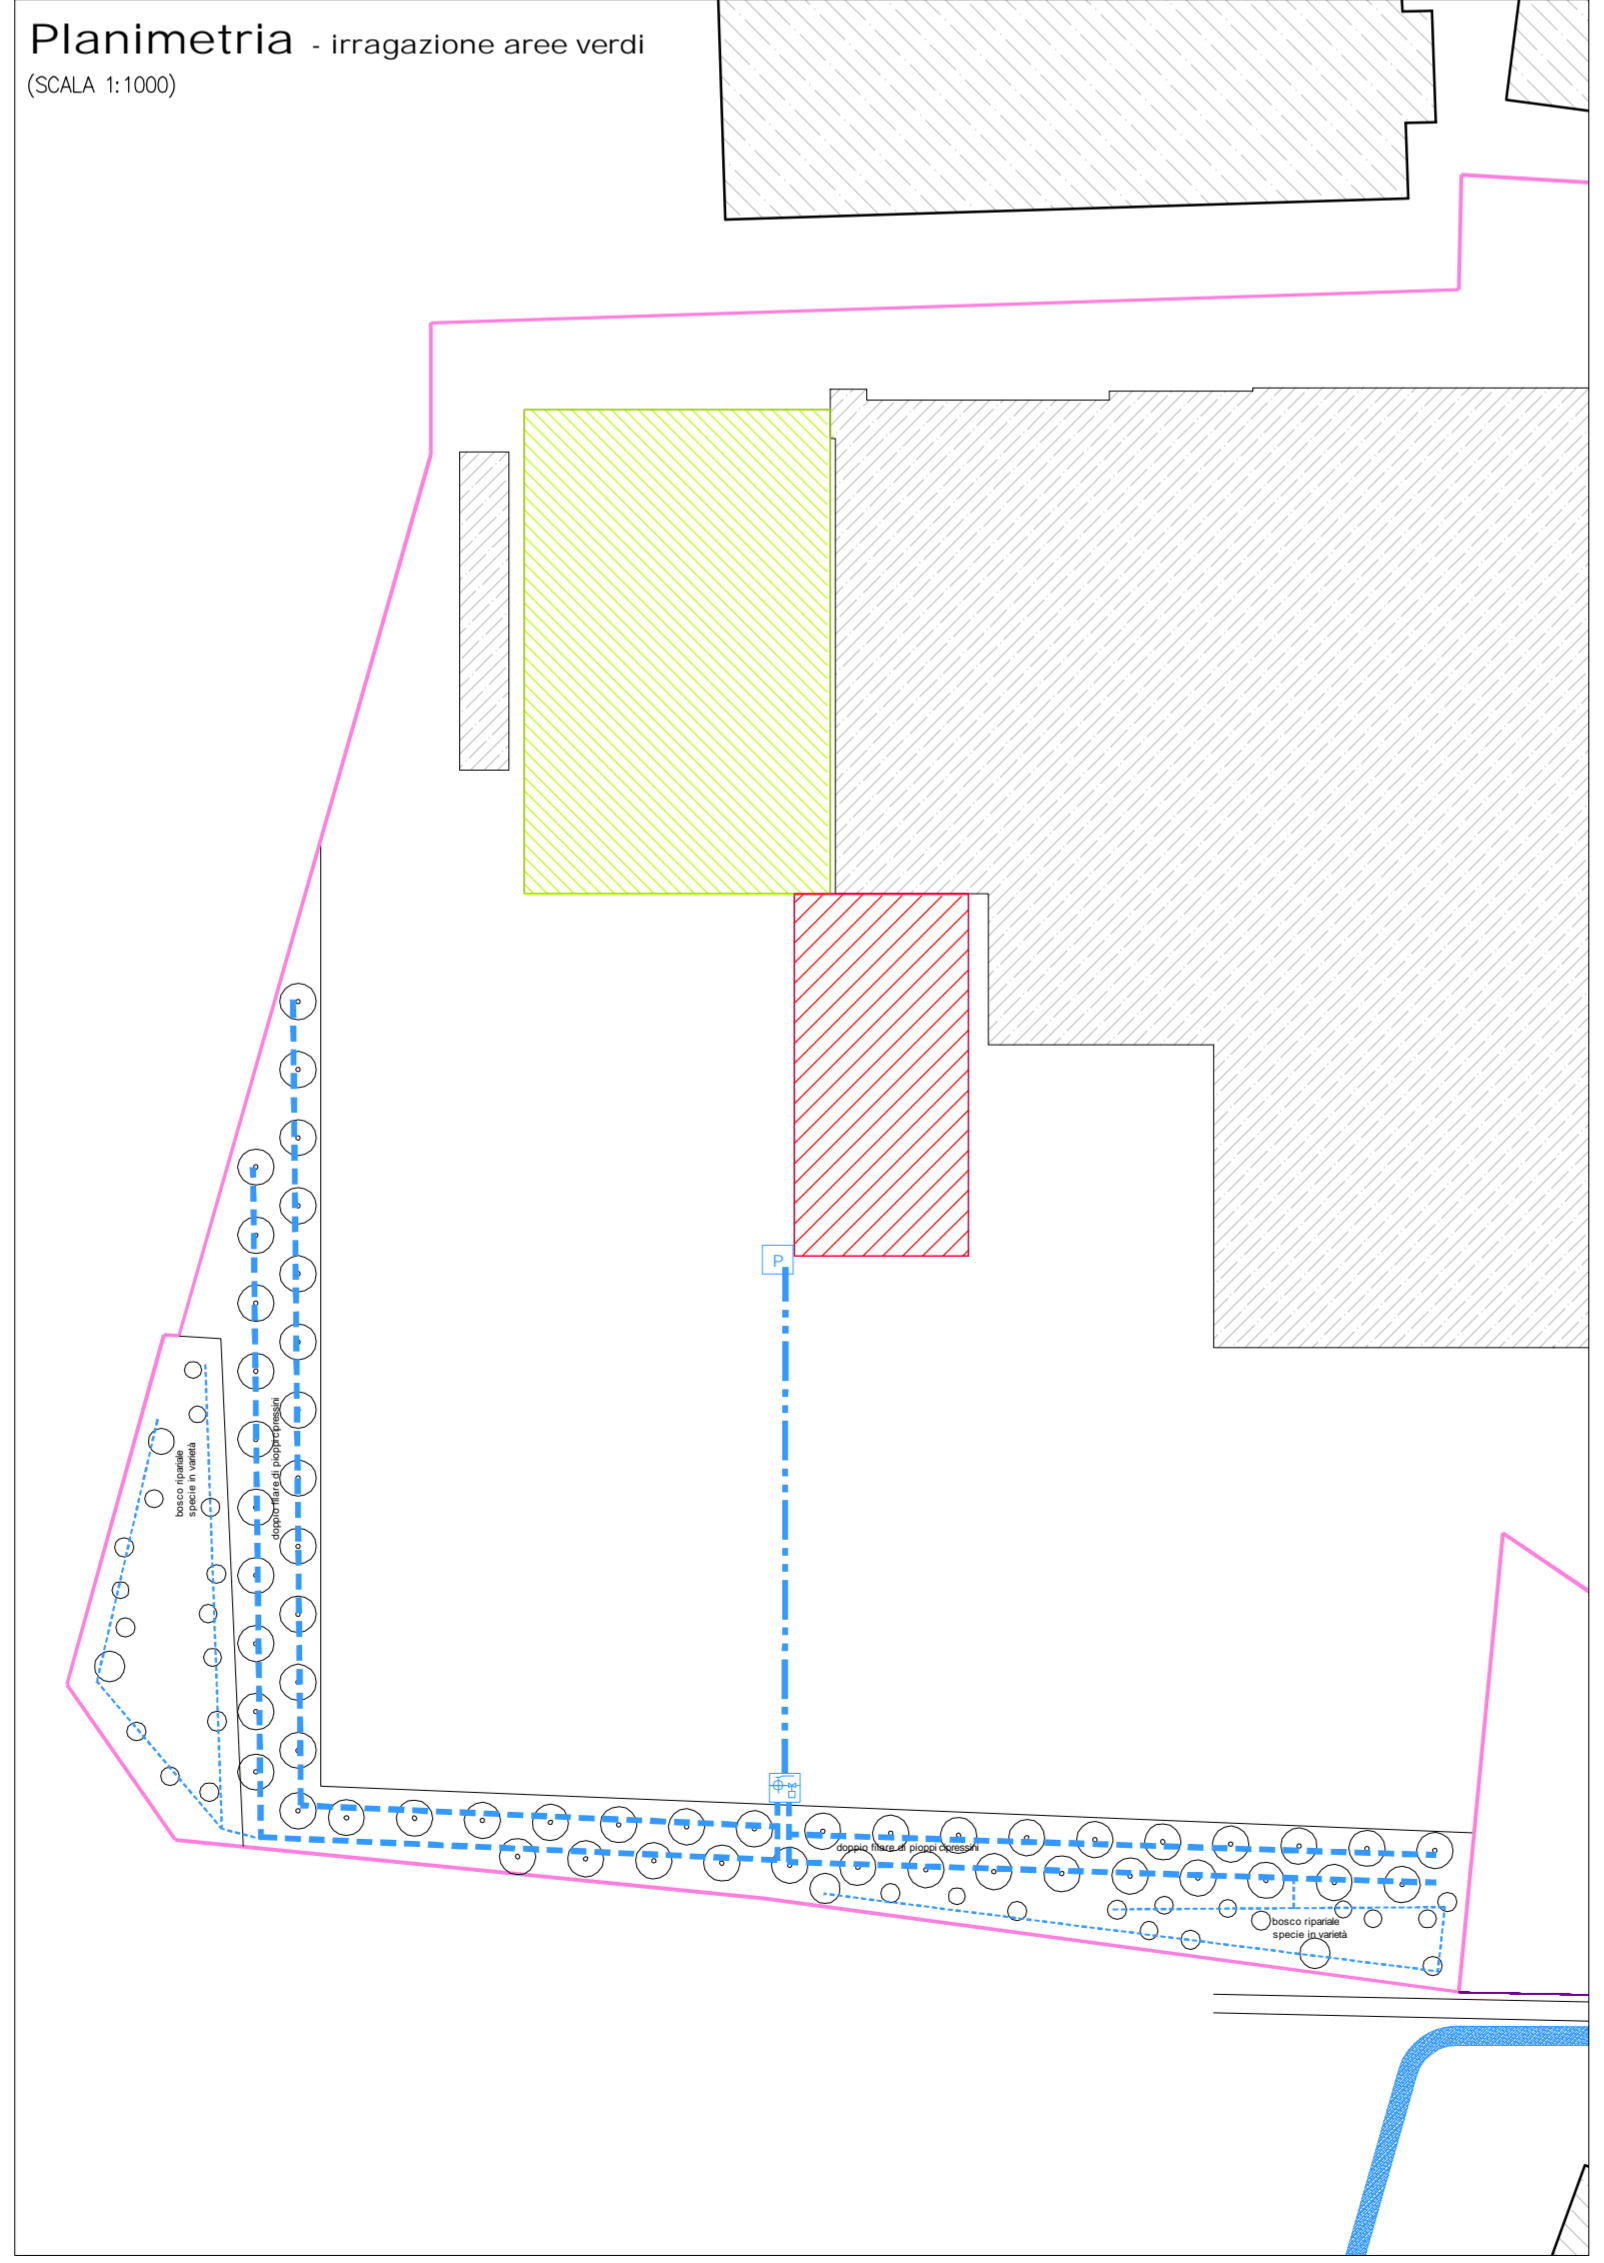 Planimetria - irragazione aree verdi
(SCALA 1:1000)
P
doppio filare di pioppi cipressini
bosco ripariale
specie in varietà
doppio filare di pioppi cipressini
bosco ripariale
specie in varietà